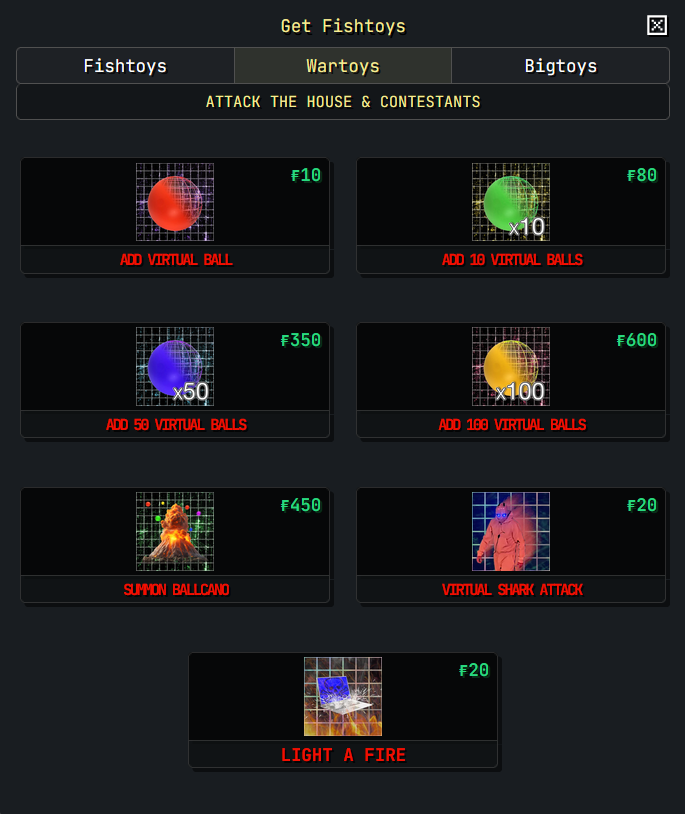 Get Fishtoys
Fishtoys
Wartoys
Bigtoys
ATTACK THE HOUSE & CONTESTANTS
₣10
ADD VIRTUAL BALL
₣80
x10
ADD 10 VIRTUAL BALLS
₣350
x50
ADD 50 VIRTUAL BALLS
₣600
x100
ADD 100 VIRTUAL BALLS
₣450
SUMMON BALLCANO
₣20
VIRTUAL SHARK ATTACK
₣20
LIGHT A FIRE